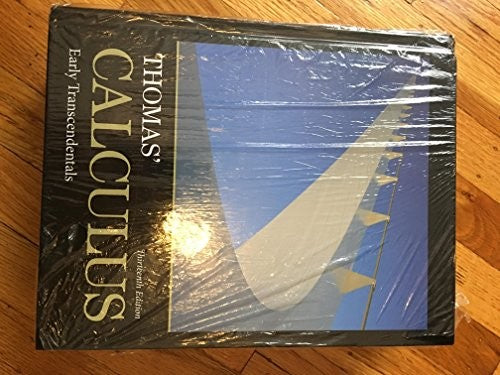 THOMAS'
CALCULUS
Thirteenth Edition
Early Transcendentals